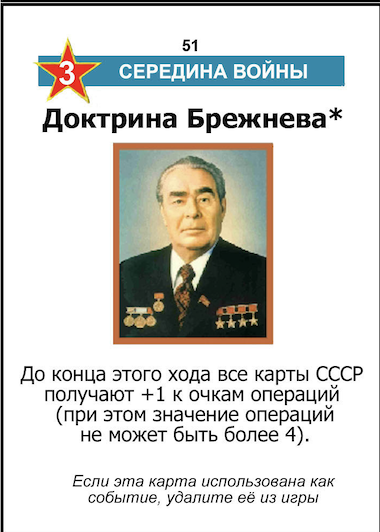 51
3 СЕРЕДИНА ВОЙНЫ
Доктрина Брежнева*
До конца этого хода все карты СССР
получают +1 к очкам операций
(при этом значение операций
не может быть более 4).
Если эта карта использована как
событие, удалите её из игры